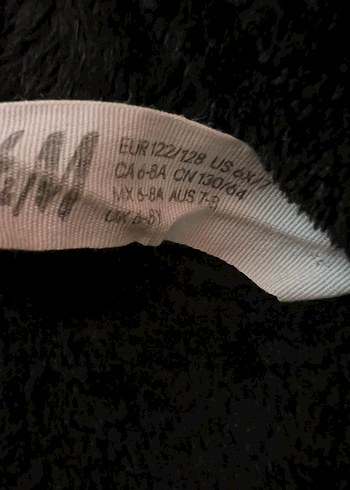 H&M
EUR 122/128 US 6X/7
CA 6-8A CN 130/64
MX 6-8A AUS 7-8
UK 6-8Y